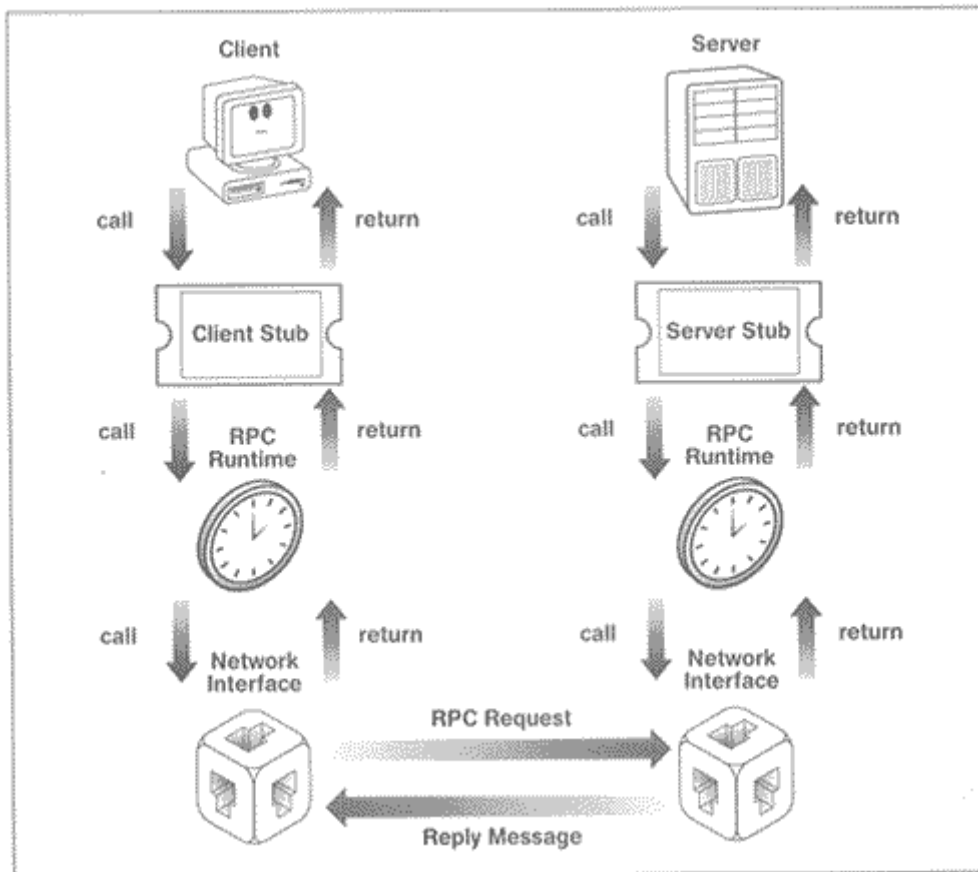 Client
Server
call
return
call
return
Client Stub
Server Stub
call
RPC
Runtime
return
call
RPC
Runtime
return
call
return
call
return
Network
Interface
Network
Interface
RPC Request
Reply Message